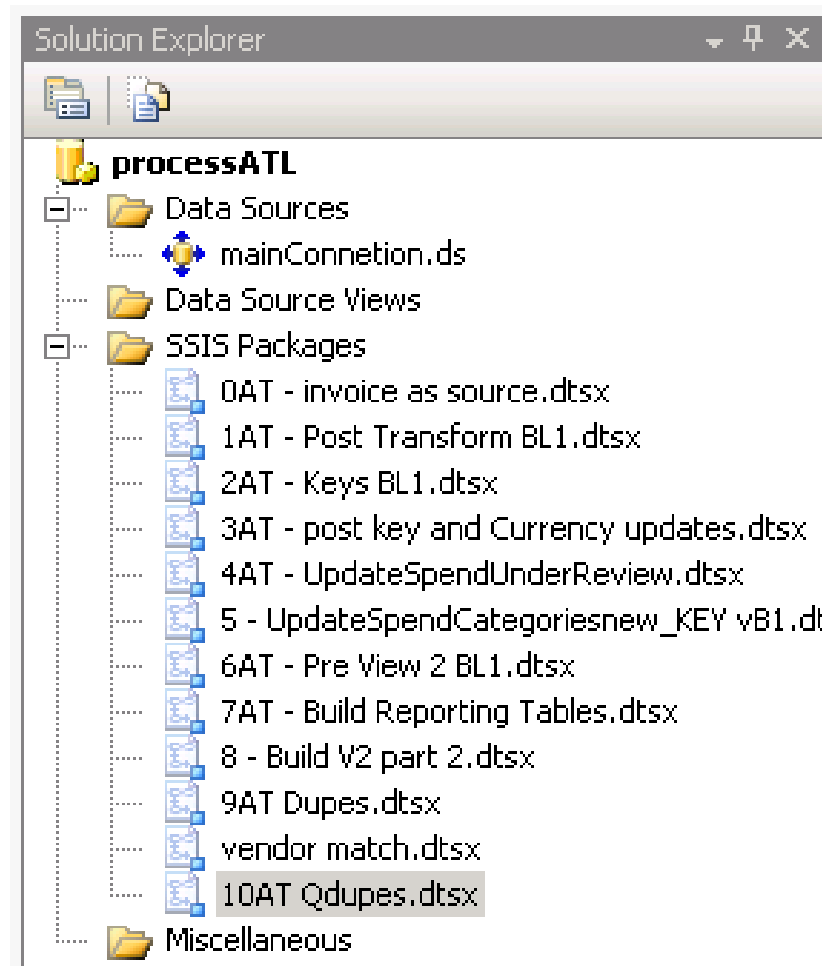 Solution Explorer
processATL
Data Sources
mainConnetion.ds
Data Source Views
SSIS Packages
0AT - invoice as source.dtsx
1AT - Post Transform BL1.dtsx
2AT - Keys BL1.dtsx
3AT - post key and Currency updates.dtsx
4AT - UpdateSpendUnderReview.dtsx
5 - UpdateSpendCategoriesnew_KEY vB1.dt
6AT - Pre View 2 BL1.dtsx
7AT - Build Reporting Tables.dtsx
8 - Build V2 part 2.dtsx
9AT Dupes.dtsx
vendor match.dtsx
10AT Qdupes.dtsx
Miscellaneous